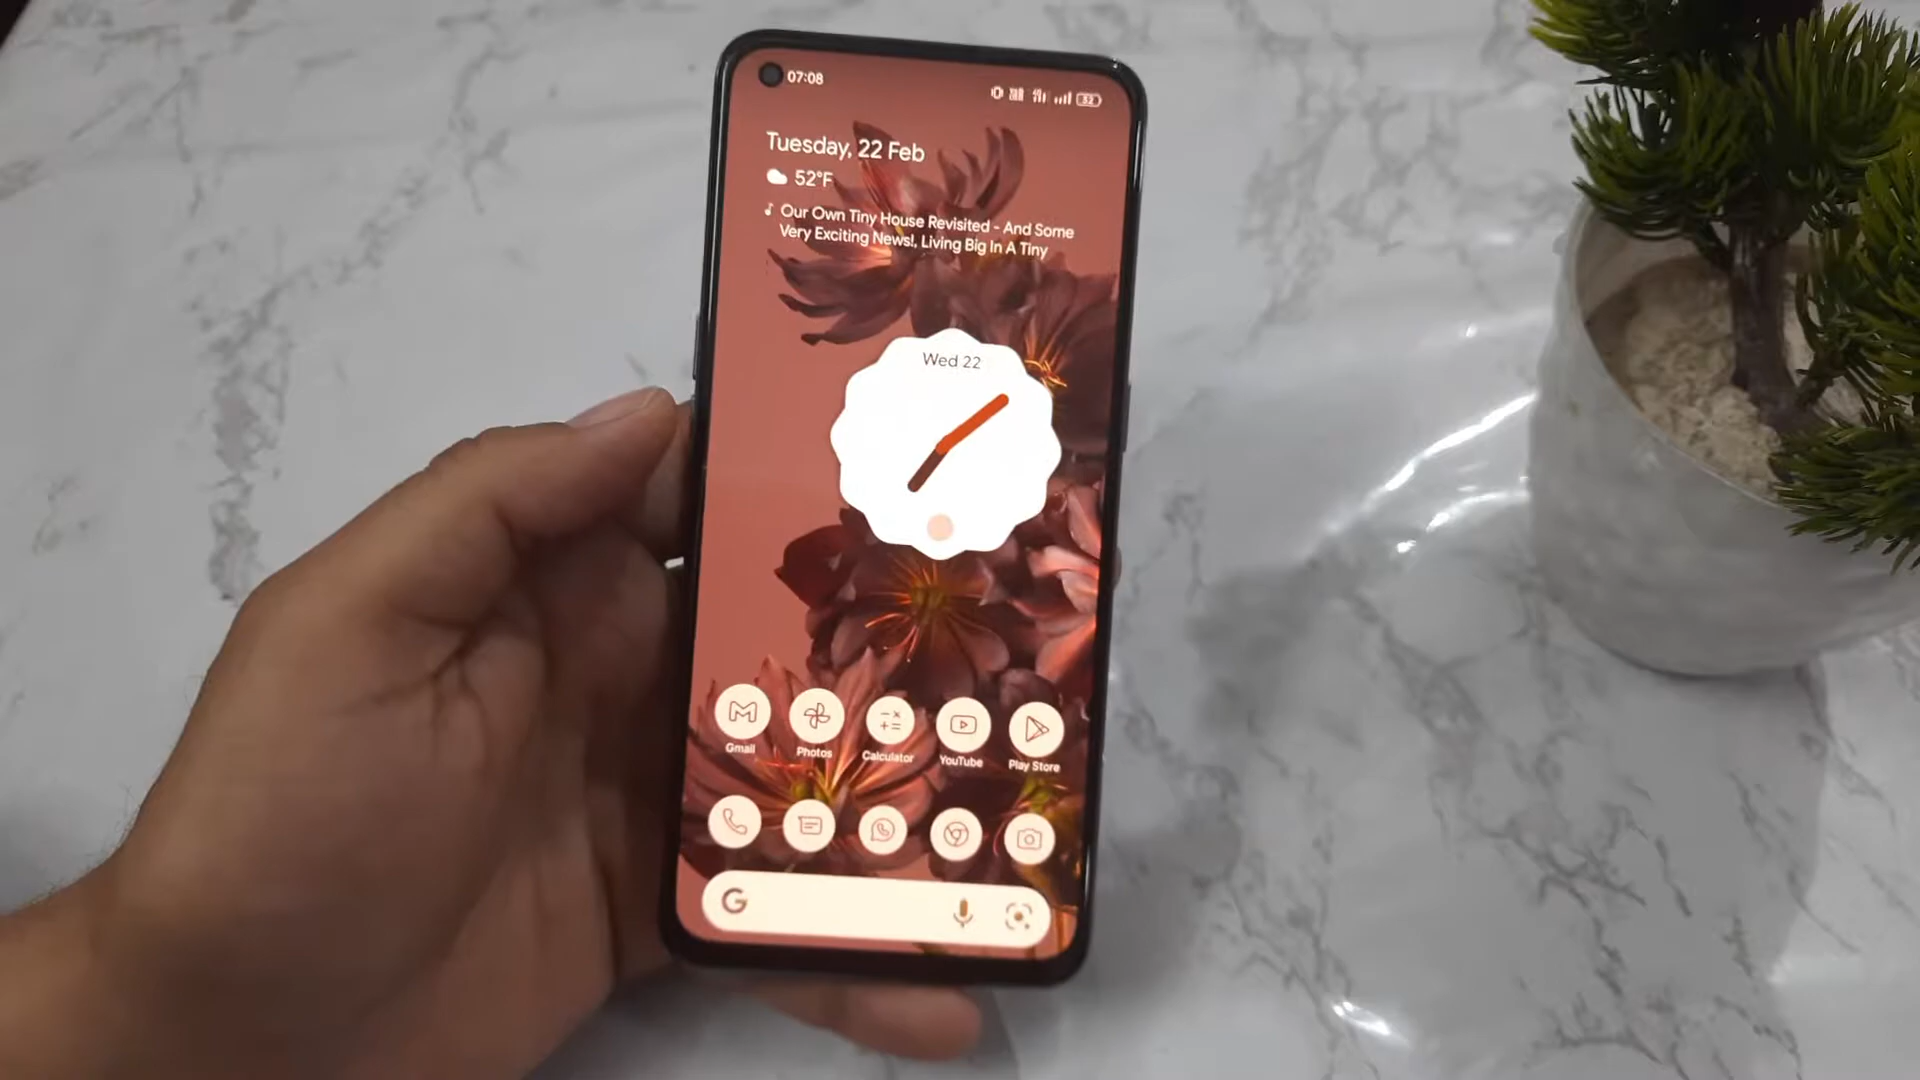 07:08
52
Tuesday, 22 Feb
52°F
Our Own Tiny House Revisited - And Some
Very Exciting News!, Living Big In A Tiny
Wed 22
Gmail
Photos
Calculator
YouTube
Play Store
G